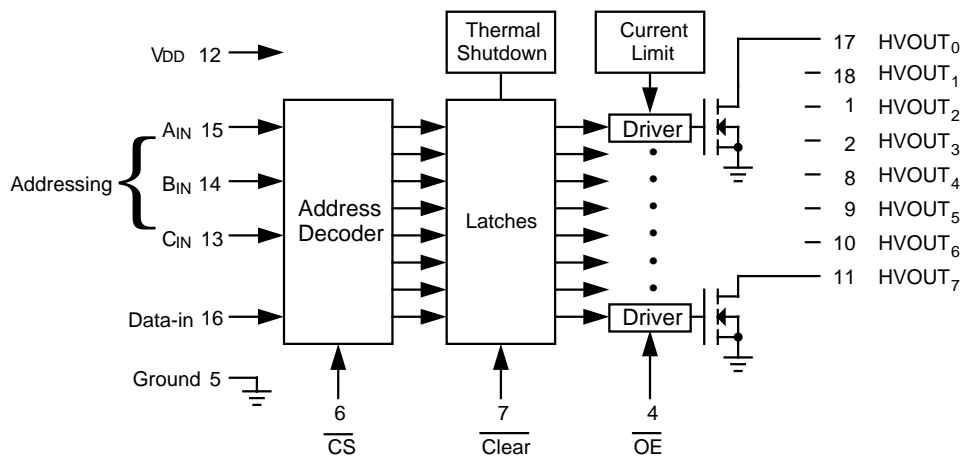 Thermal
Shutdown
Current
Limit
VDD 12
17 HVOUT0
18 HVOUT1
1 HVOUT2
2 HVOUT3
8 HVOUT4
9 HVOUT5
10 HVOUT6
11 HVOUT7
Addressing
AIN 15
BIN 14
CIN 13
Data-in 16
Ground 5
Address
Decoder
Latches
Driver
Driver
6
CS
7
Clear
4
OE